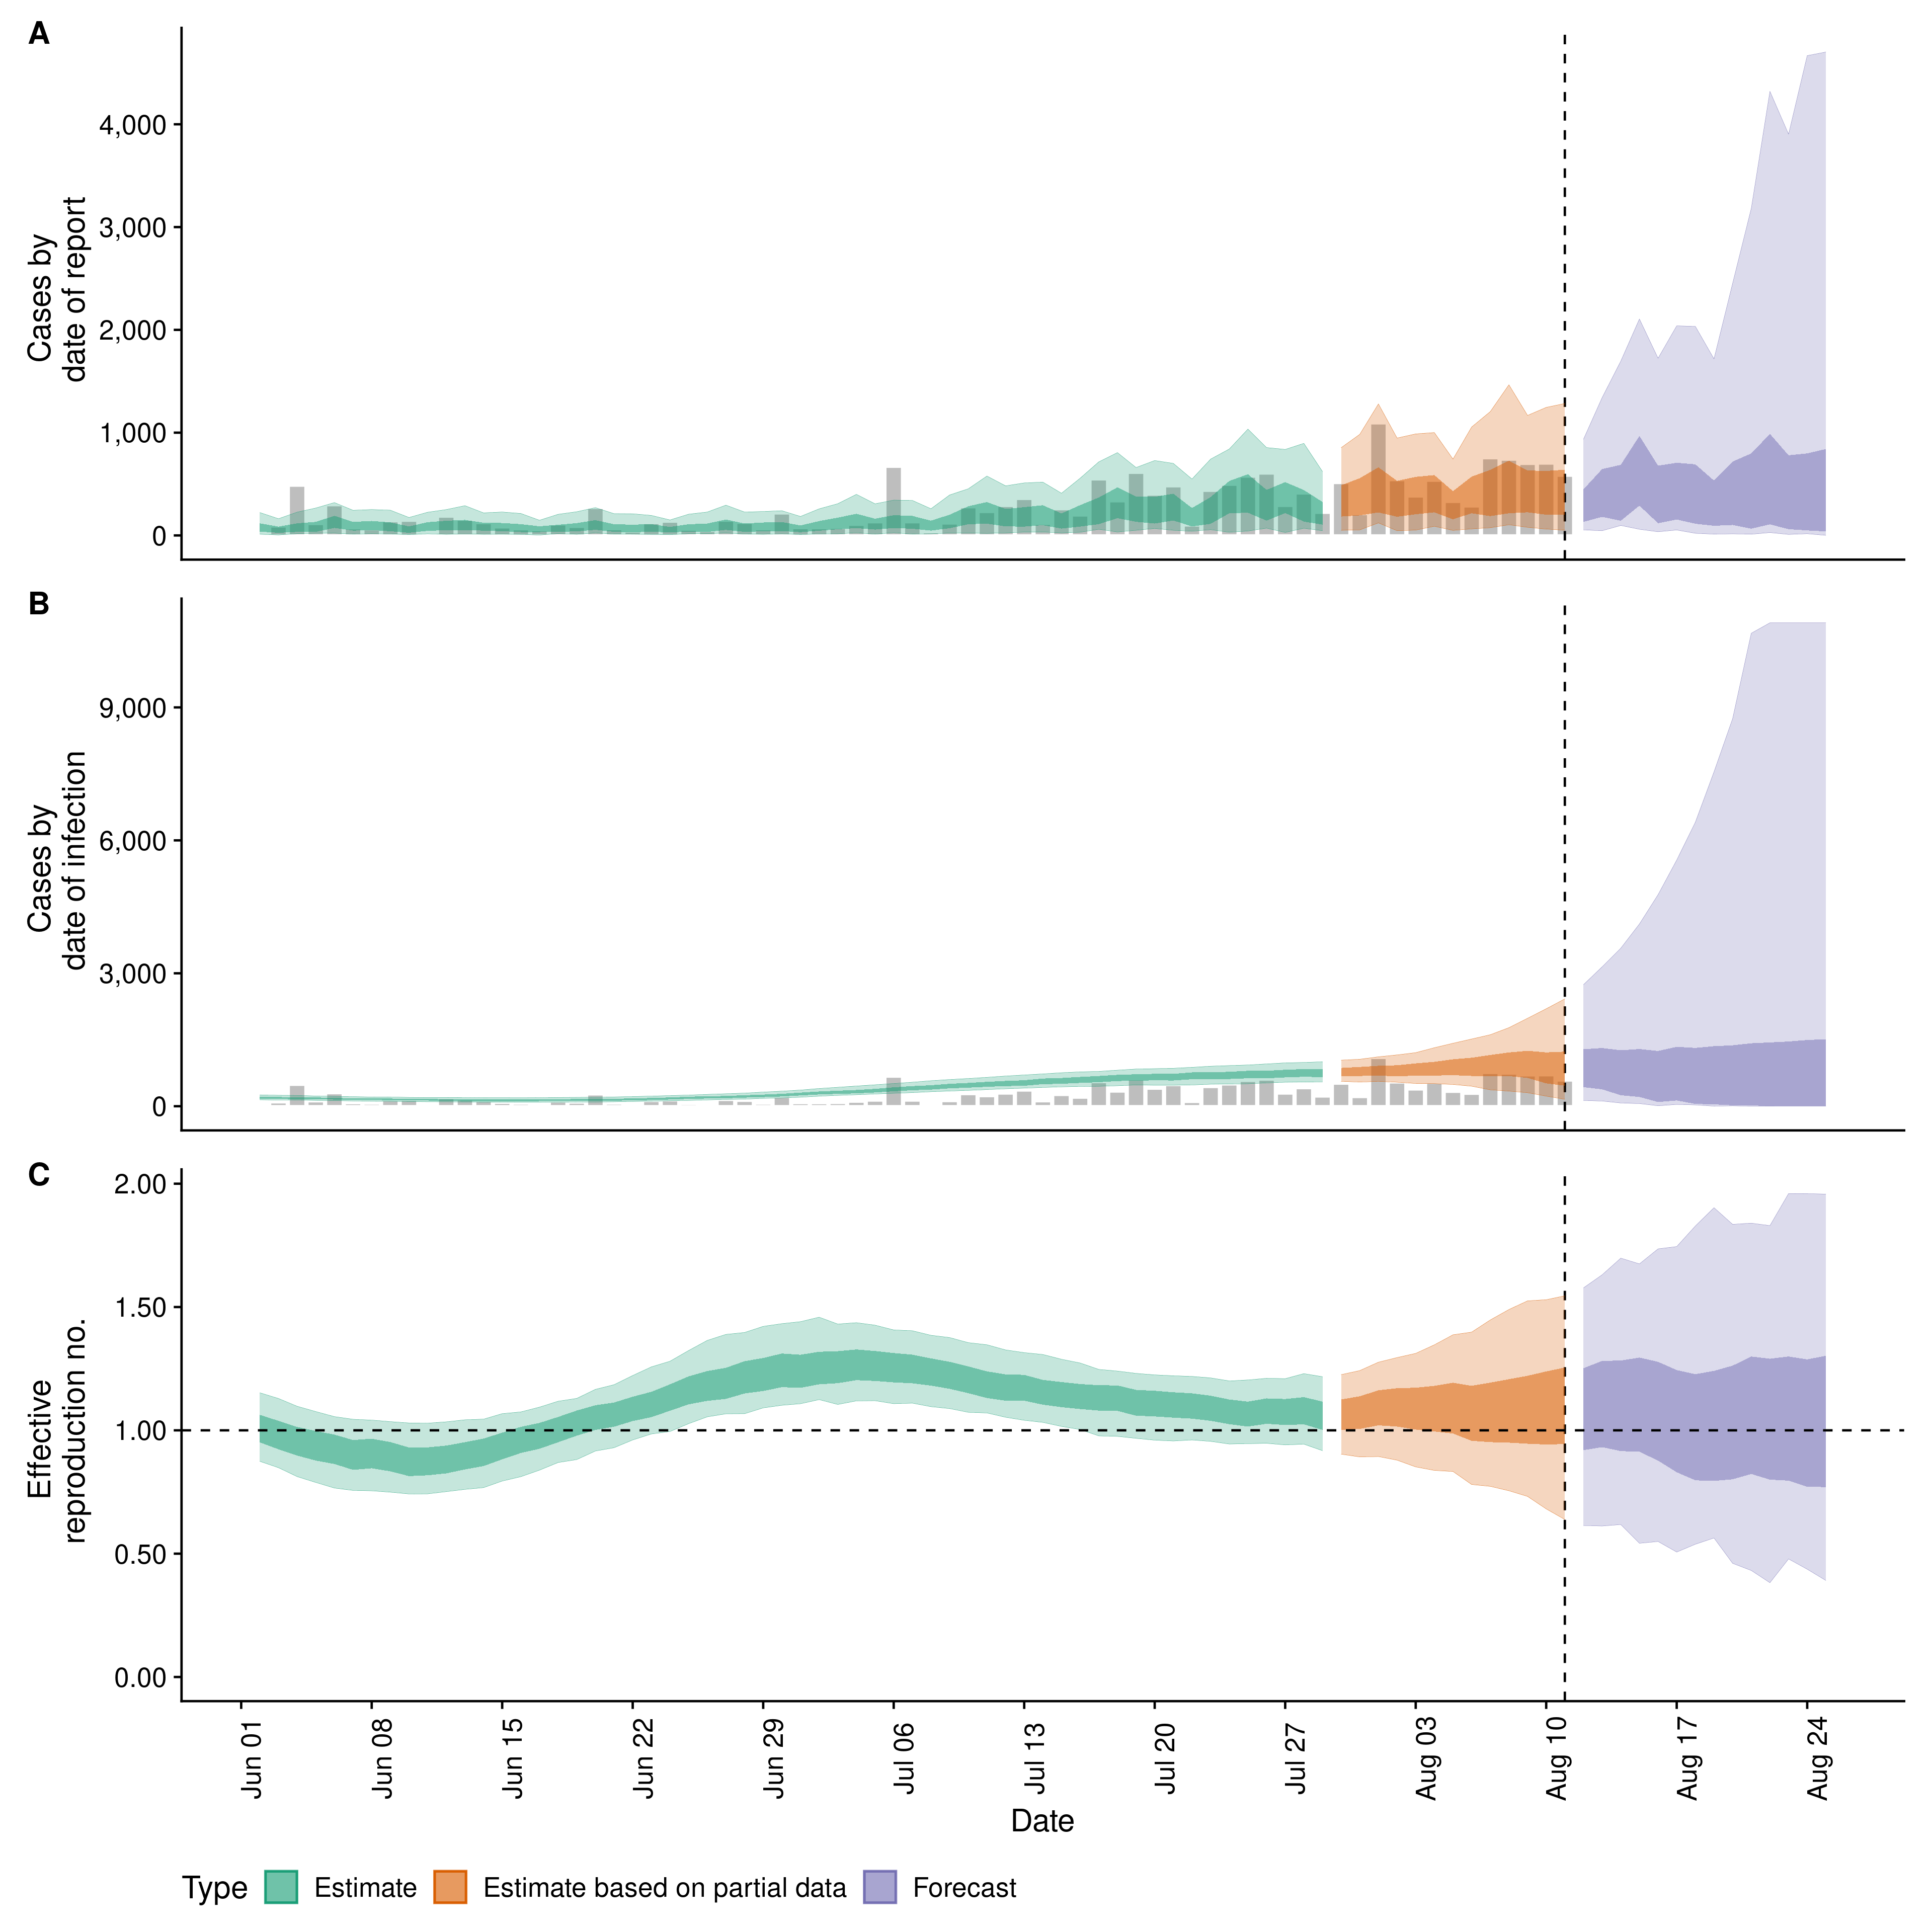 A
Cases by
date of report
4,000
3,000
2,000
1,000
0
B
Cases by
date of infection
9,000
6,000
3,000
0
C
Effective
reproduction no.
2.00
1.50
1.00
0.50
0.00
Jun 01
Jun 08
Jun 15
Jun 22
Jun 29
Jul 06
Jul 13
Jul 20
Jul 27
Aug 03
Aug 10
Aug 17
Aug 24
Date
Type Estimate Estimate based on partial data Forecast